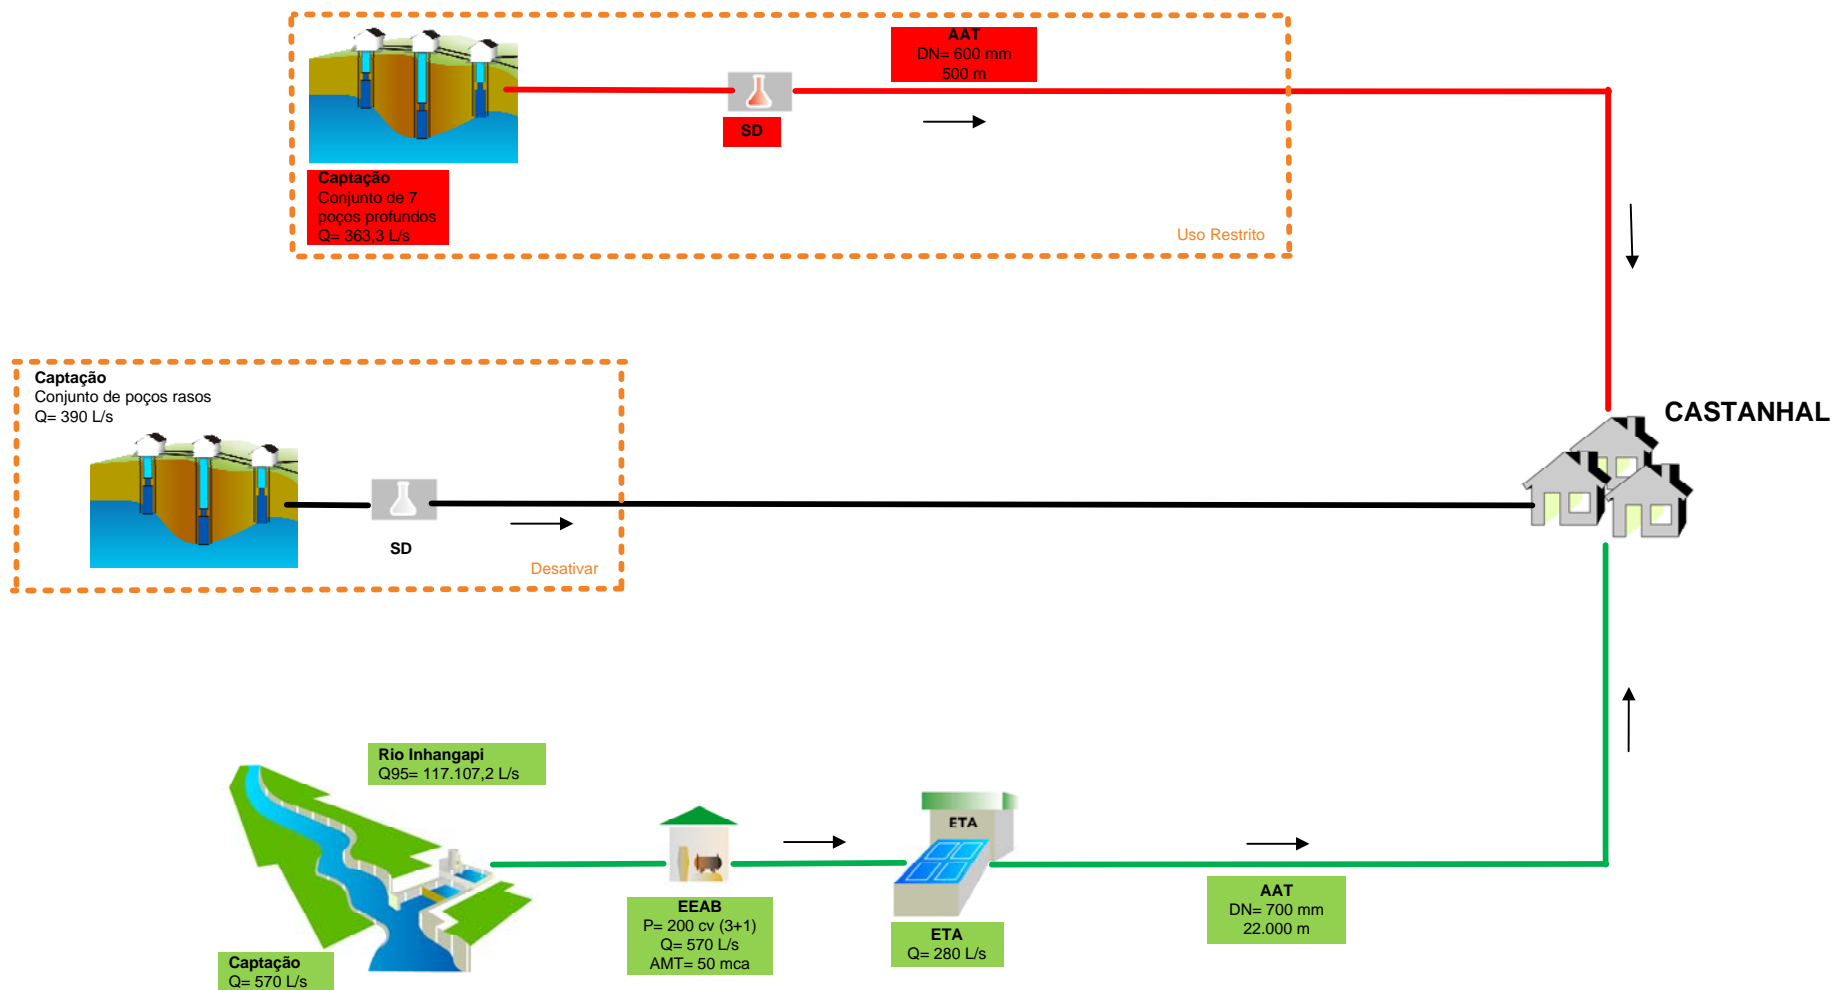 AAT
DN= 600 mm
500 m
SD
Captação
Conjunto de 7
poços profundos
Q= 363,3 L/s
Uso Restrito
Captação
Conjunto de poços rasos
Q= 390 L/s
CASTANHAL
SD
Desativar
Rio Inhangapi
Q95= 117.107,2 L/s
ETA
EEAB
P= 200 cv (3+1)
Q= 570 L/s
AMT= 50 mca
ETA
Q= 280 L/s
AAT
DN= 700 mm
22.000 m
Captação
Q= 570 L/s